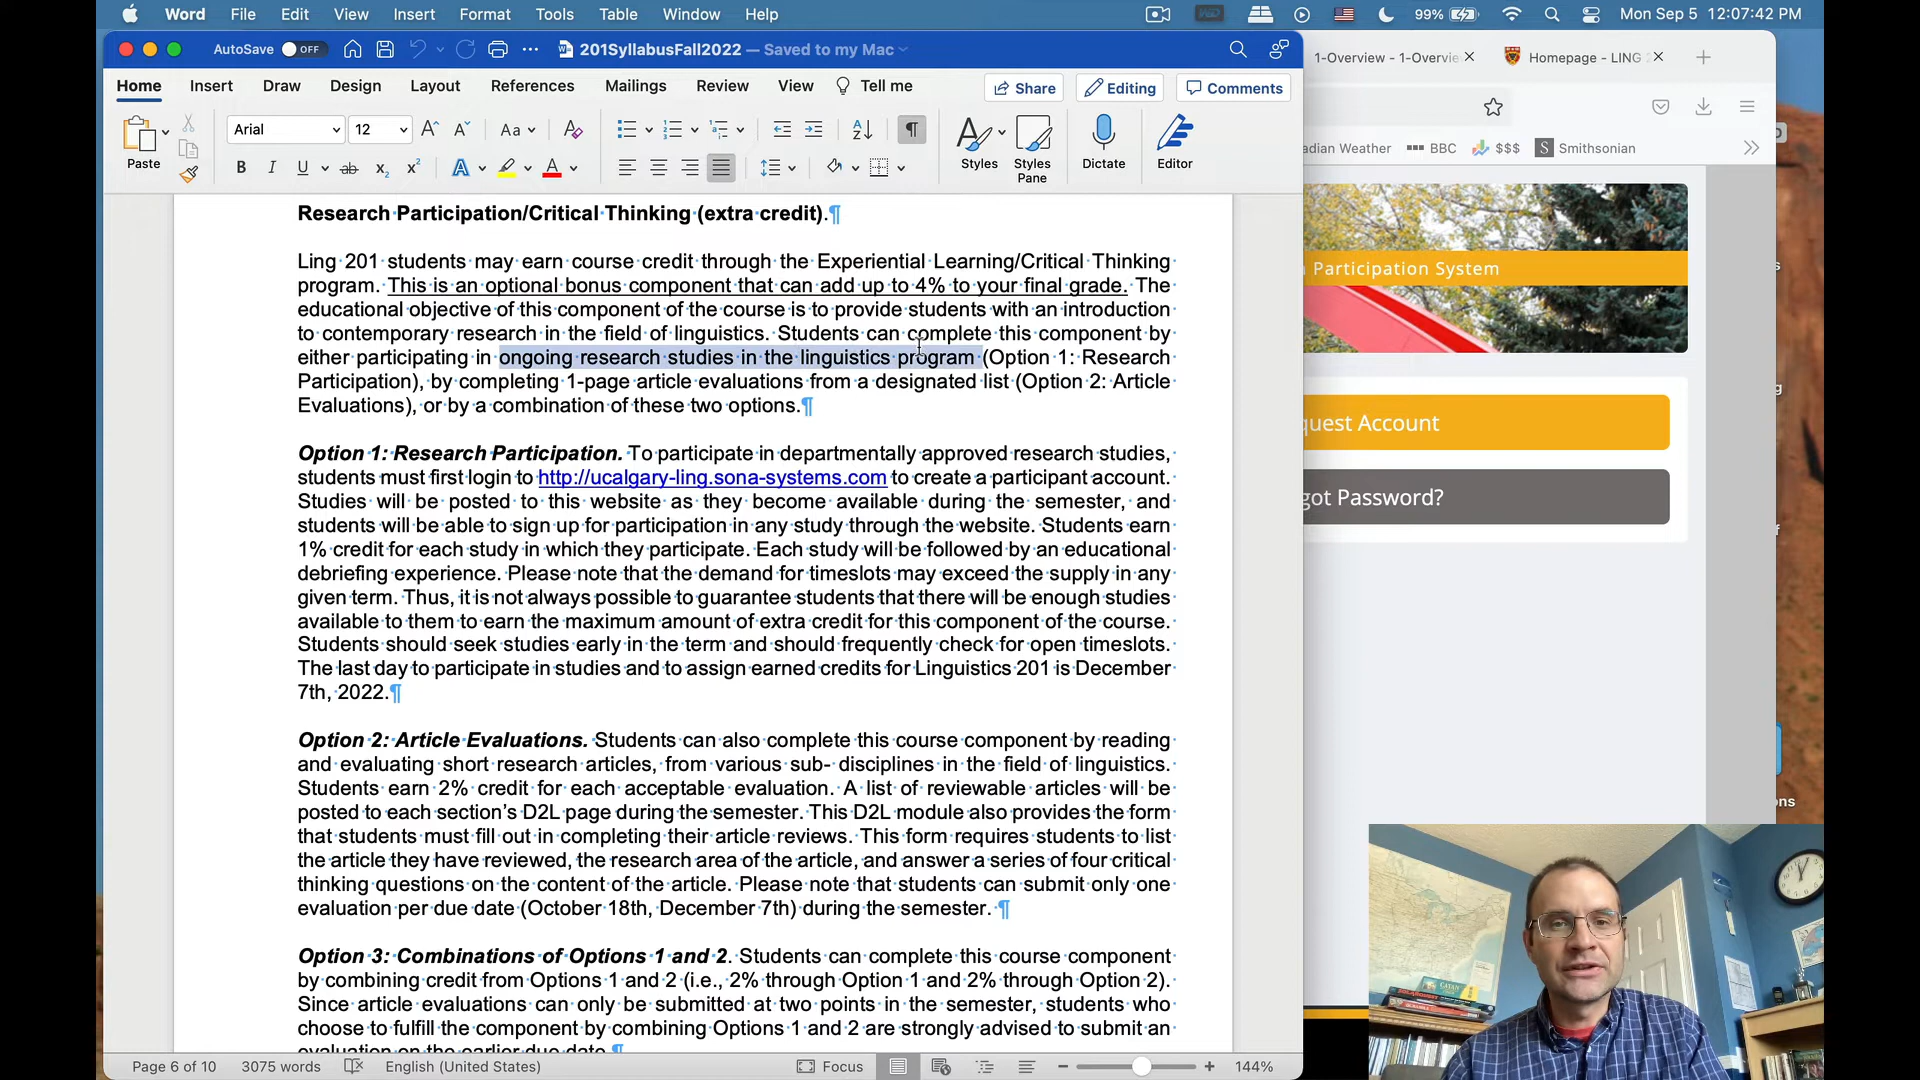 Word File Edit View Insert Format Tools Table Window Help 99% Mon Sep 5 12:07:42 PM
AutoSave OFF 201SyllabusFall2022 — Saved to my Mac
1-Overview - 1-Overvie Homepage - LING
Home Insert Draw Design Layout References Mailings Review View Tell me Share Editing Comments
Paste Arial 12 Aa Styles Styles Pane Dictate Editor
adian Weather BBC $$$ Smithsonian
Research Participation/Critical Thinking (extra credit).¶
Ling 201 students may earn course credit through the Experiential Learning/Critical Thinking
program. This is an optional bonus component that can add up to 4% to your final grade. The
educational objective of this component of the course is to provide students with an introduction
to contemporary research in the field of linguistics. Students can complete this component by
either participating in ongoing research studies in the linguistics program (Option 1: Research
Participation), by completing 1-page article evaluations from a designated list (Option 2: Article
Evaluations), or by a combination of these two options.¶
Option 1: Research Participation. To participate in departmentally approved research studies,
students must first login to http://ucalgary-ling.sona-systems.com to create a participant account.
Studies will be posted to this website as they become available during the semester, and
students will be able to sign up for participation in any study through the website. Students earn
1% credit for each study in which they participate. Each study will be followed by an educational
debriefing experience. Please note that the demand for timeslots may exceed the supply in any
given term. Thus, it is not always possible to guarantee students that there will be enough studies
available to them to earn the maximum amount of extra credit for this component of the course.
Students should seek studies early in the term and should frequently check for open timeslots.
The last day to participate in studies and to assign earned credits for Linguistics 201 is December
7th, 2022.¶
Option 2: Article Evaluations. Students can also complete this course component by reading
and evaluating short research articles, from various sub- disciplines in the field of linguistics.
Students earn 2% credit for each acceptable evaluation. A list of reviewable articles will be
posted to each section's D2L page during the semester. This D2L module also provides the form
that students must fill out in completing their article reviews. This form requires students to list
the article they have reviewed, the research area of the article, and answer a series of four critical
thinking questions on the content of the article. Please note that students can submit only one
evaluation per due date (October 18th, December 7th) during the semester. ¶
Option 3: Combinations of Options 1 and 2. Students can complete this course component
by combining credit from Options 1 and 2 (i.e., 2% through Option 1 and 2% through Option 2).
Since article evaluations can only be submitted at two points in the semester, students who
choose to fulfill the component by combining Options 1 and 2 are strongly advised to submit an
evaluation on the earlier due date.¶
Page 6 of 10 3075 words English (United States) Focus 144%
Participation System
quest Account
got Password?
ons
CATAN